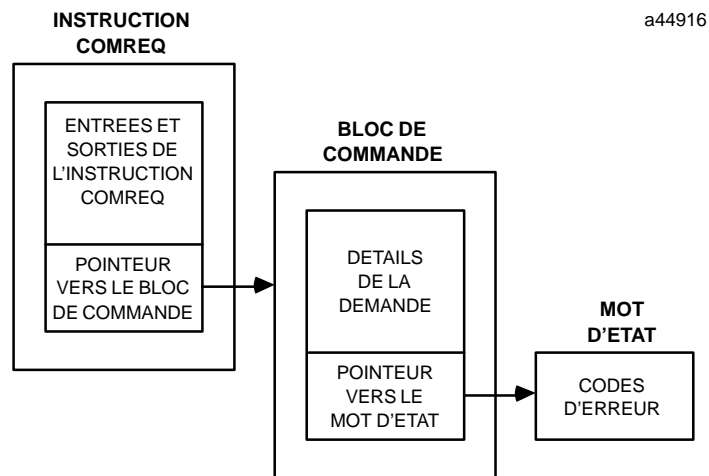 INSTRUCTION
COMREQ
a44916
ENTREES ET
SORTIES DE
L'INSTRUCTION
COMREQ
POINTEUR
VERS LE BLOC
DE COMMANDE
BLOC DE
COMMANDE
DETAILS
DE LA
DEMANDE
POINTEUR
VERS LE
MOT D'ETAT
MOT
D'ETAT
CODES
D'ERREUR